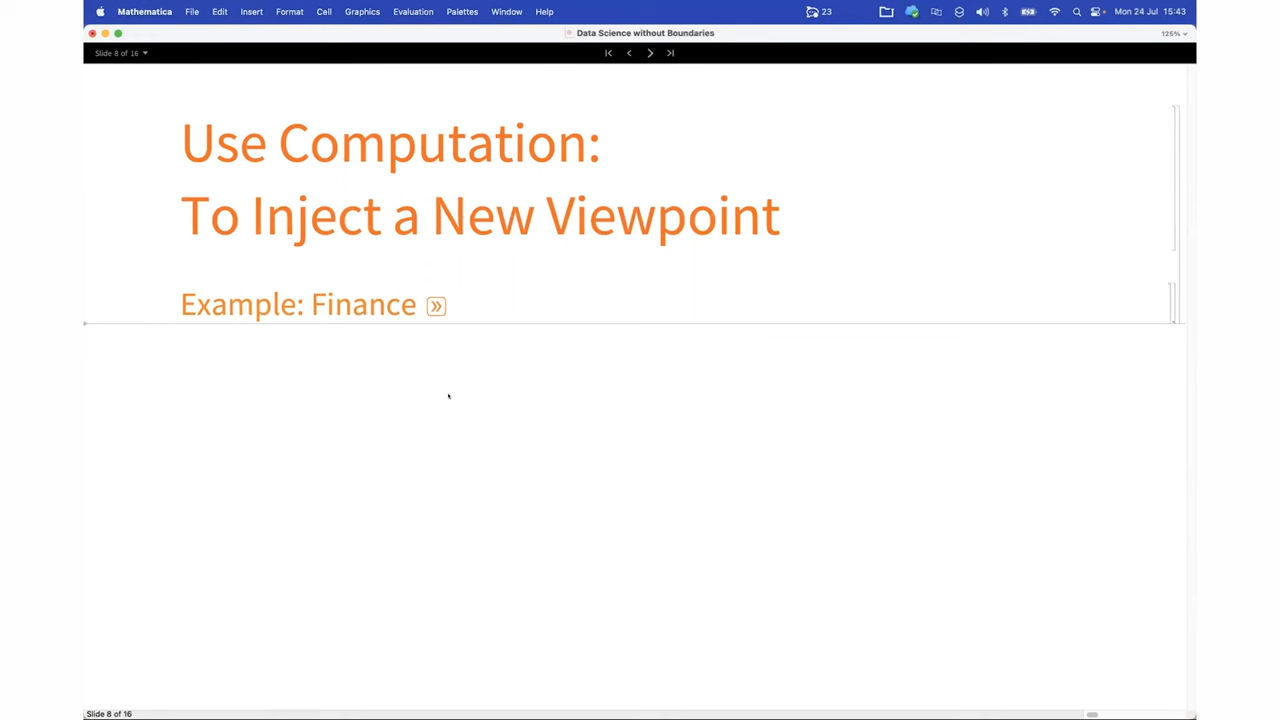 Mathematica File Edit Insert Format Cell Graphics Evaluation Palettes Window Help 23 Mon 24 Jul 15:43
Data Science without Boundaries 125%
Slide 8 of 16
Use Computation:
To Inject a New Viewpoint
Example: Finance
Slide 8 of 16